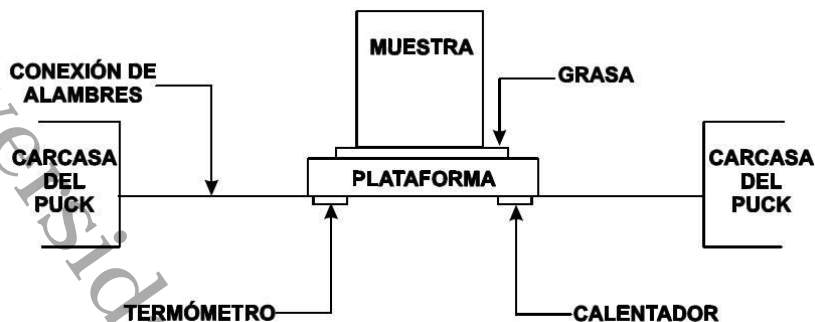 MUESTRA
CONEXIÓN DE
ALAMBRES
GRASA
CARCASA
DEL
PUCK
PLATAFORMA
CARCASA
DEL
PUCK
TERMÓMETRO
CALENTADOR